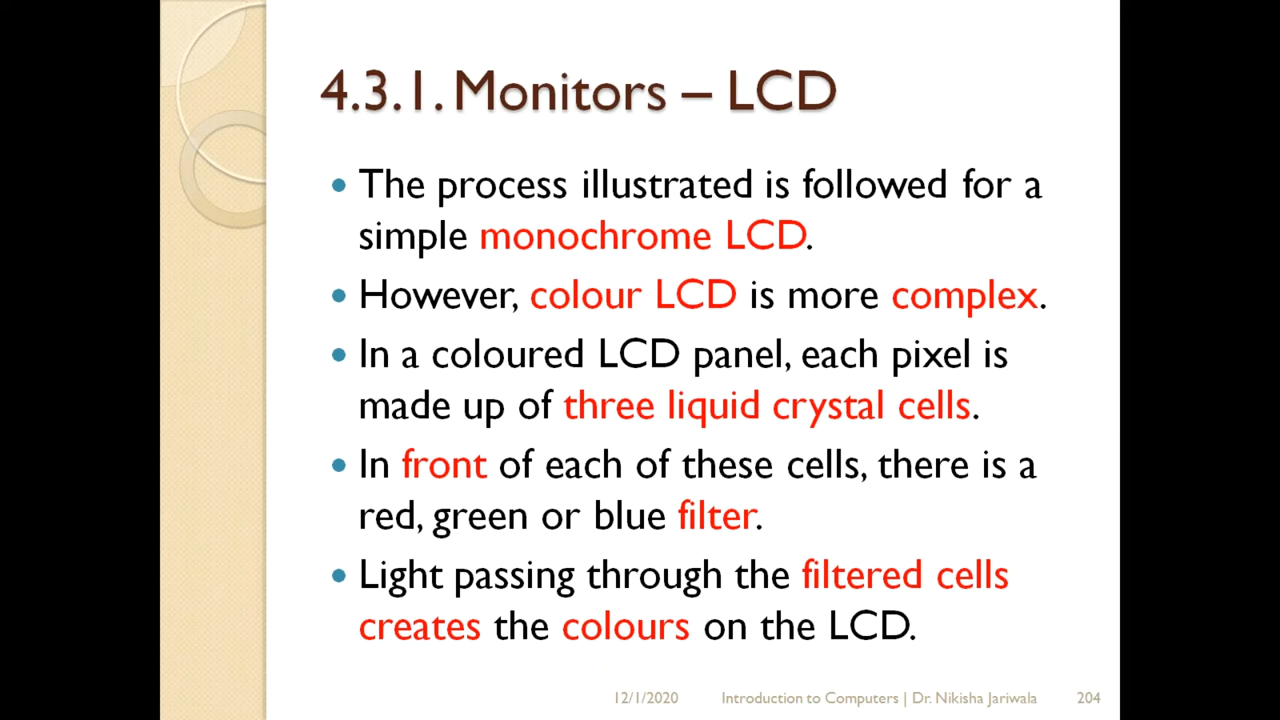 4.3.1. Monitors – LCD
• The process illustrated is followed for a
simple monochrome LCD.
• However, colour LCD is more complex.
• In a coloured LCD panel, each pixel is
made up of three liquid crystal cells.
• In front of each of these cells, there is a
red, green or blue filter.
• Light passing through the filtered cells
creates the colours on the LCD.
12/1/2020 Introduction to Computers | Dr. Nikisha Jariwala 204